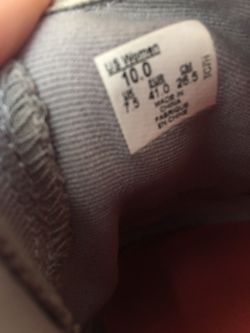 US Women
10.0
UK EUR CM
7.5 41.0 26.5
MADE IN
CHINA
FABRIQUE
EN CHINE